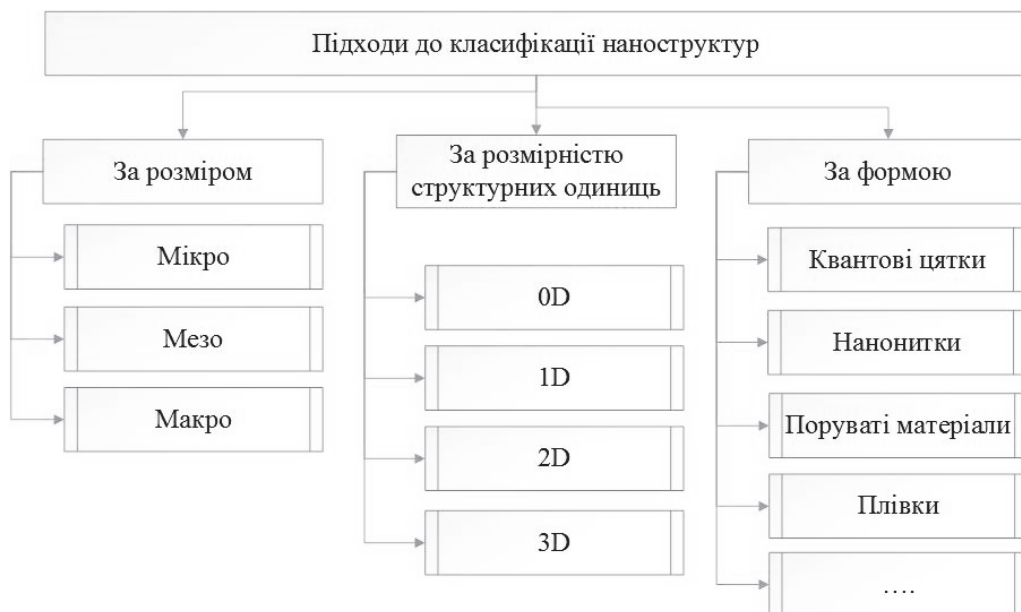 Підходи до класифікації наноструктур
За розміром
Мікро
Мезо
Макро
За розмірністю
структурних одиниць
0D
1D
2D
3D
За формою
Квантові цятки
Нанонитки
Поруваті матеріали
Плівки
....